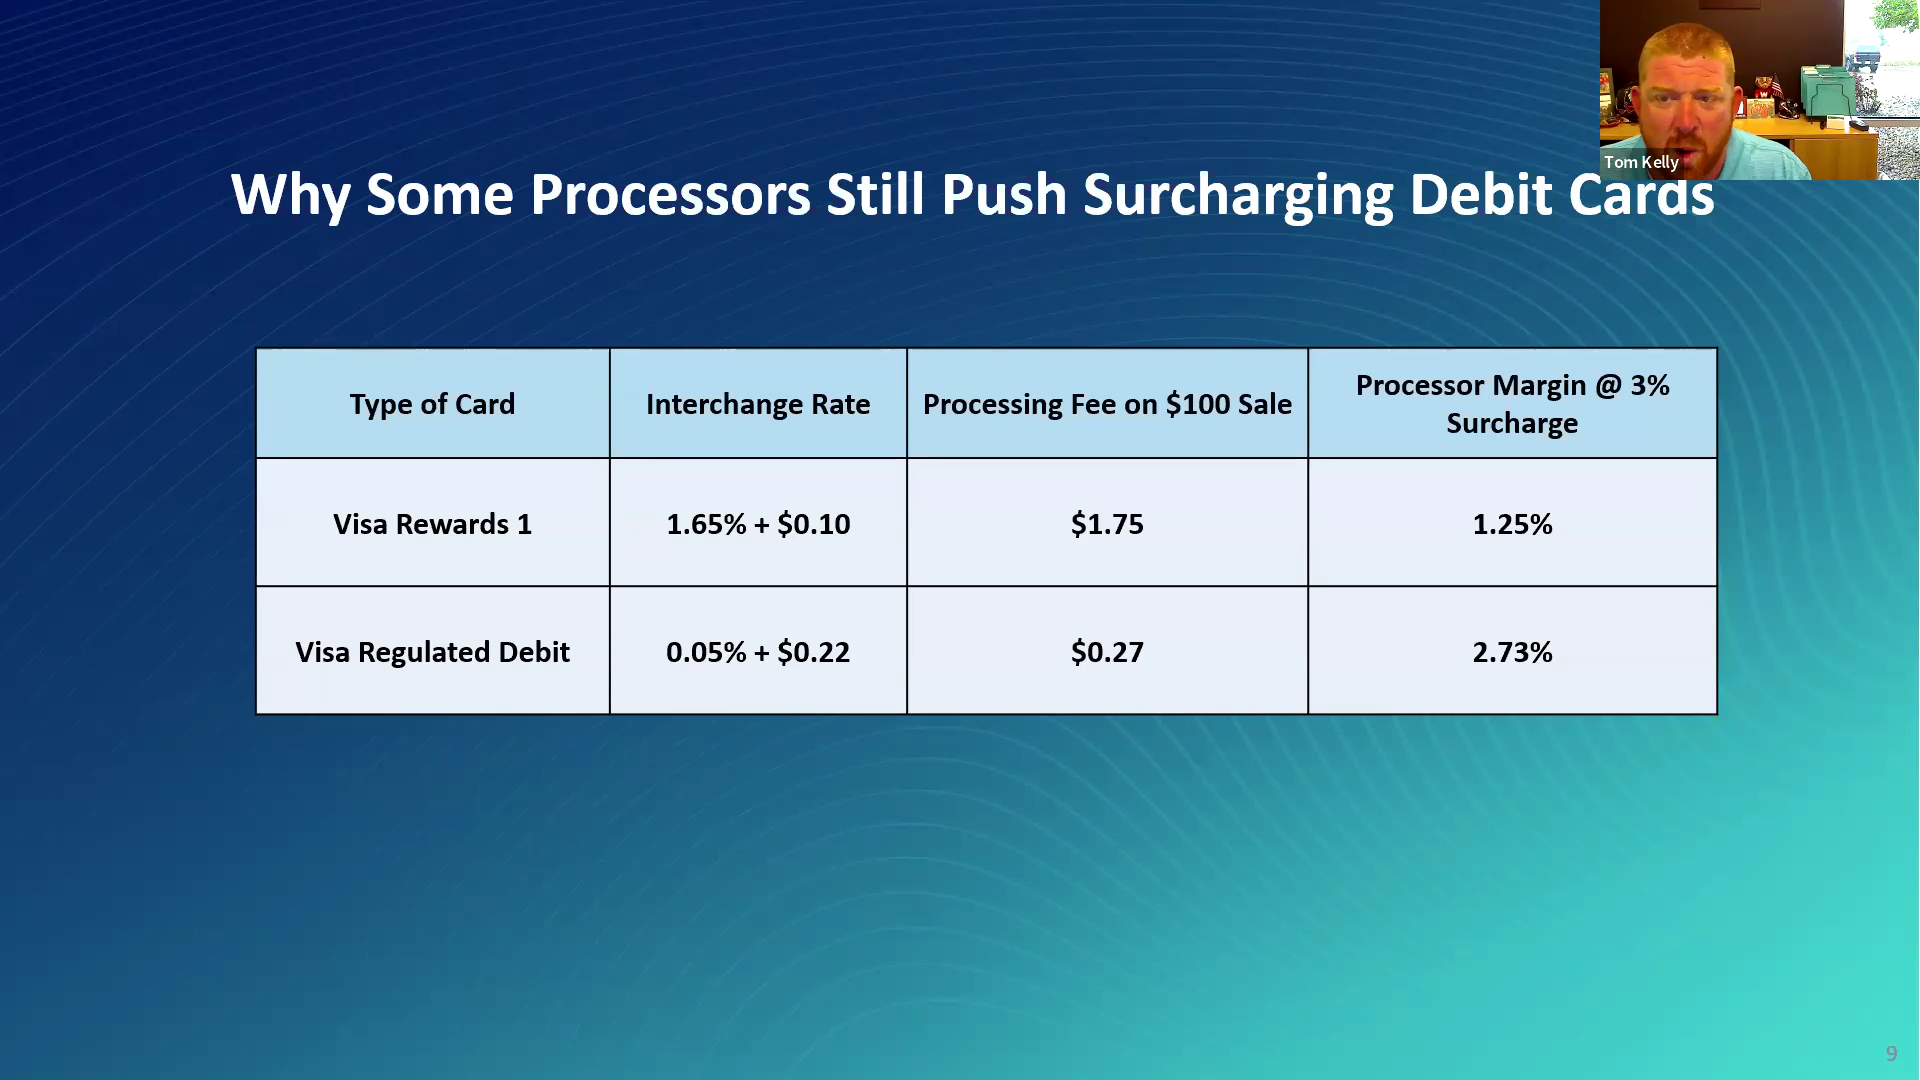 Tom Kelly
Why Some Processors Still Push Surcharging Debit Cards
Type of Card
Interchange Rate
Processing Fee on $100 Sale
Processor Margin @ 3%
Surcharge
Visa Rewards 1
1.65% + $0.10
$1.75
1.25%
Visa Regulated Debit
0.05% + $0.22
$0.27
2.73%
9